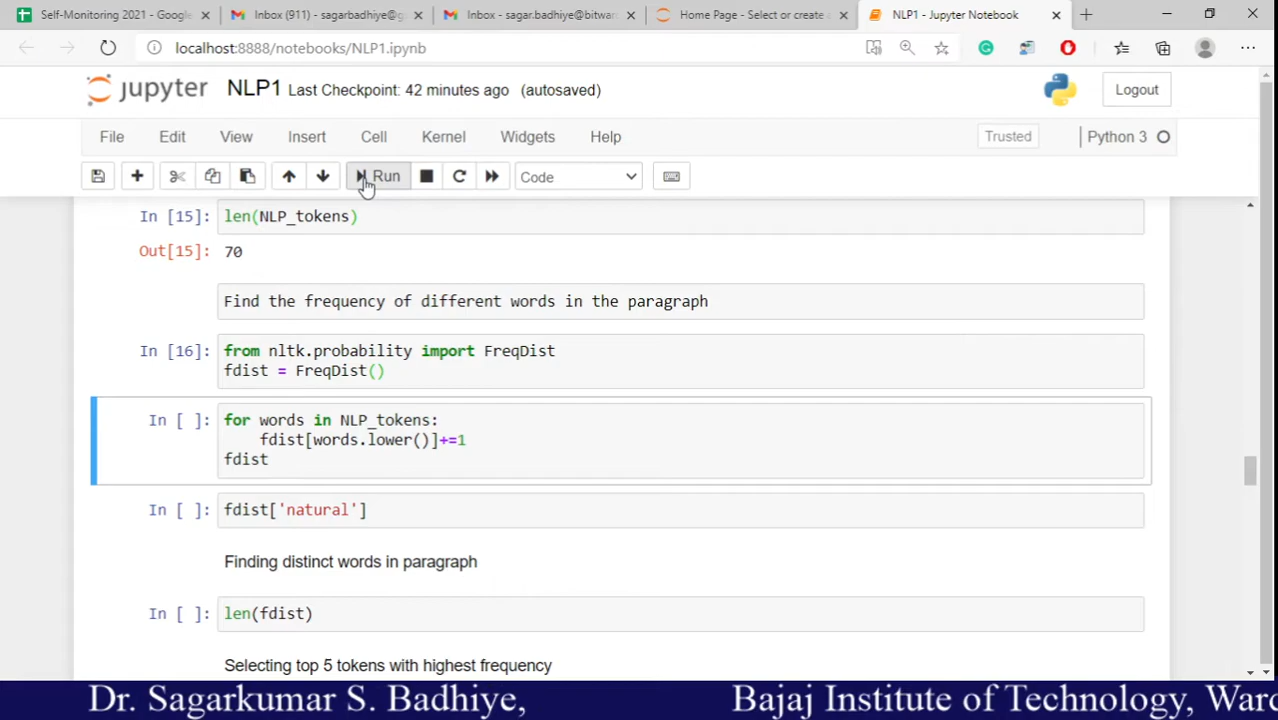 Self-Monitoring 2021 - Google
Inbox (911) - sagarbadhiye@g
Inbox - sagar.badhiye@bitwar
Home Page - Select or create
NLP1 - Jupyter Notebook
localhost:8888/notebooks/NLP1.ipynb
jupyter NLP1 Last Checkpoint: 42 minutes ago (autosaved)
Logout
File Edit View Insert Cell Kernel Widgets Help
Trusted
Python 3
Run
Code
In [15]: len(NLP_tokens)
Out[15]: 70
Find the frequency of different words in the paragraph
In [16]: from nltk.probability import FreqDist
fdist = FreqDist()
In [ ]: for words in NLP_tokens:
fdist[words.lower()]+=1
fdist
In [ ]: fdist['natural']
Finding distinct words in paragraph
In [ ]: len(fdist)
Selecting top 5 tokens with highest frequency
Dr. Sagarkumar S. Badhiye, Bajaj Institute of Technology, Ward